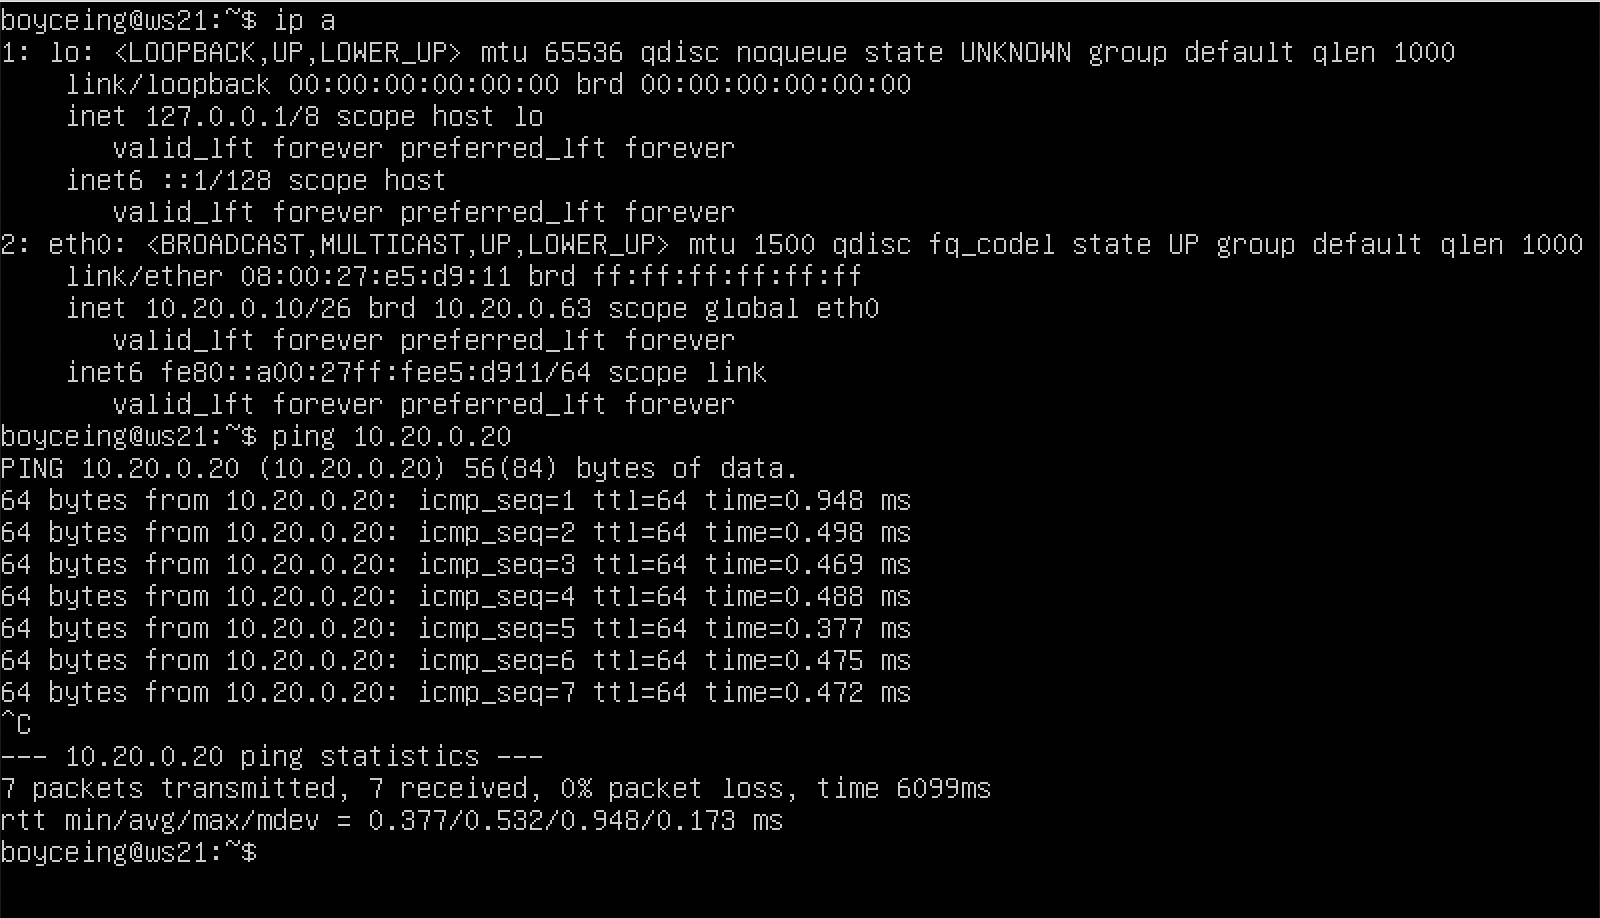 boyceing@ws21:~$ ip a
1: lo: <LOOPBACK,UP,LOWER_UP> mtu 65536 qdisc noqueue state UNKNOWN group default qlen 1000
    link/loopback 00:00:00:00:00:00 brd 00:00:00:00:00:00
    inet 127.0.0.1/8 scope host lo
       valid_lft forever preferred_lft forever
    inet6 ::1/128 scope host
       valid_lft forever preferred_lft forever
2: eth0: <BROADCAST,MULTICAST,UP,LOWER_UP> mtu 1500 qdisc fq_codel state UP group default qlen 1000
    link/ether 08:00:27:e5:d9:11 brd ff:ff:ff:ff:ff:ff
    inet 10.20.0.10/26 brd 10.20.0.63 scope global eth0
       valid_lft forever preferred_lft forever
    inet6 fe80::a00:27ff:fee5:d911/64 scope link
       valid_lft forever preferred_lft forever
boyceing@ws21:~$ ping 10.20.0.20
PING 10.20.0.20 (10.20.0.20) 56(84) bytes of data.
64 bytes from 10.20.0.20: icmp_seq=1 ttl=64 time=0.948 ms
64 bytes from 10.20.0.20: icmp_seq=2 ttl=64 time=0.498 ms
64 bytes from 10.20.0.20: icmp_seq=3 ttl=64 time=0.469 ms
64 bytes from 10.20.0.20: icmp_seq=4 ttl=64 time=0.488 ms
64 bytes from 10.20.0.20: icmp_seq=5 ttl=64 time=0.377 ms
64 bytes from 10.20.0.20: icmp_seq=6 ttl=64 time=0.475 ms
64 bytes from 10.20.0.20: icmp_seq=7 ttl=64 time=0.472 ms
^C
--- 10.20.0.20 ping statistics ---
7 packets transmitted, 7 received, 0% packet loss, time 6099ms
rtt min/avg/max/mdev = 0.377/0.532/0.948/0.173 ms
boyceing@ws21:~$